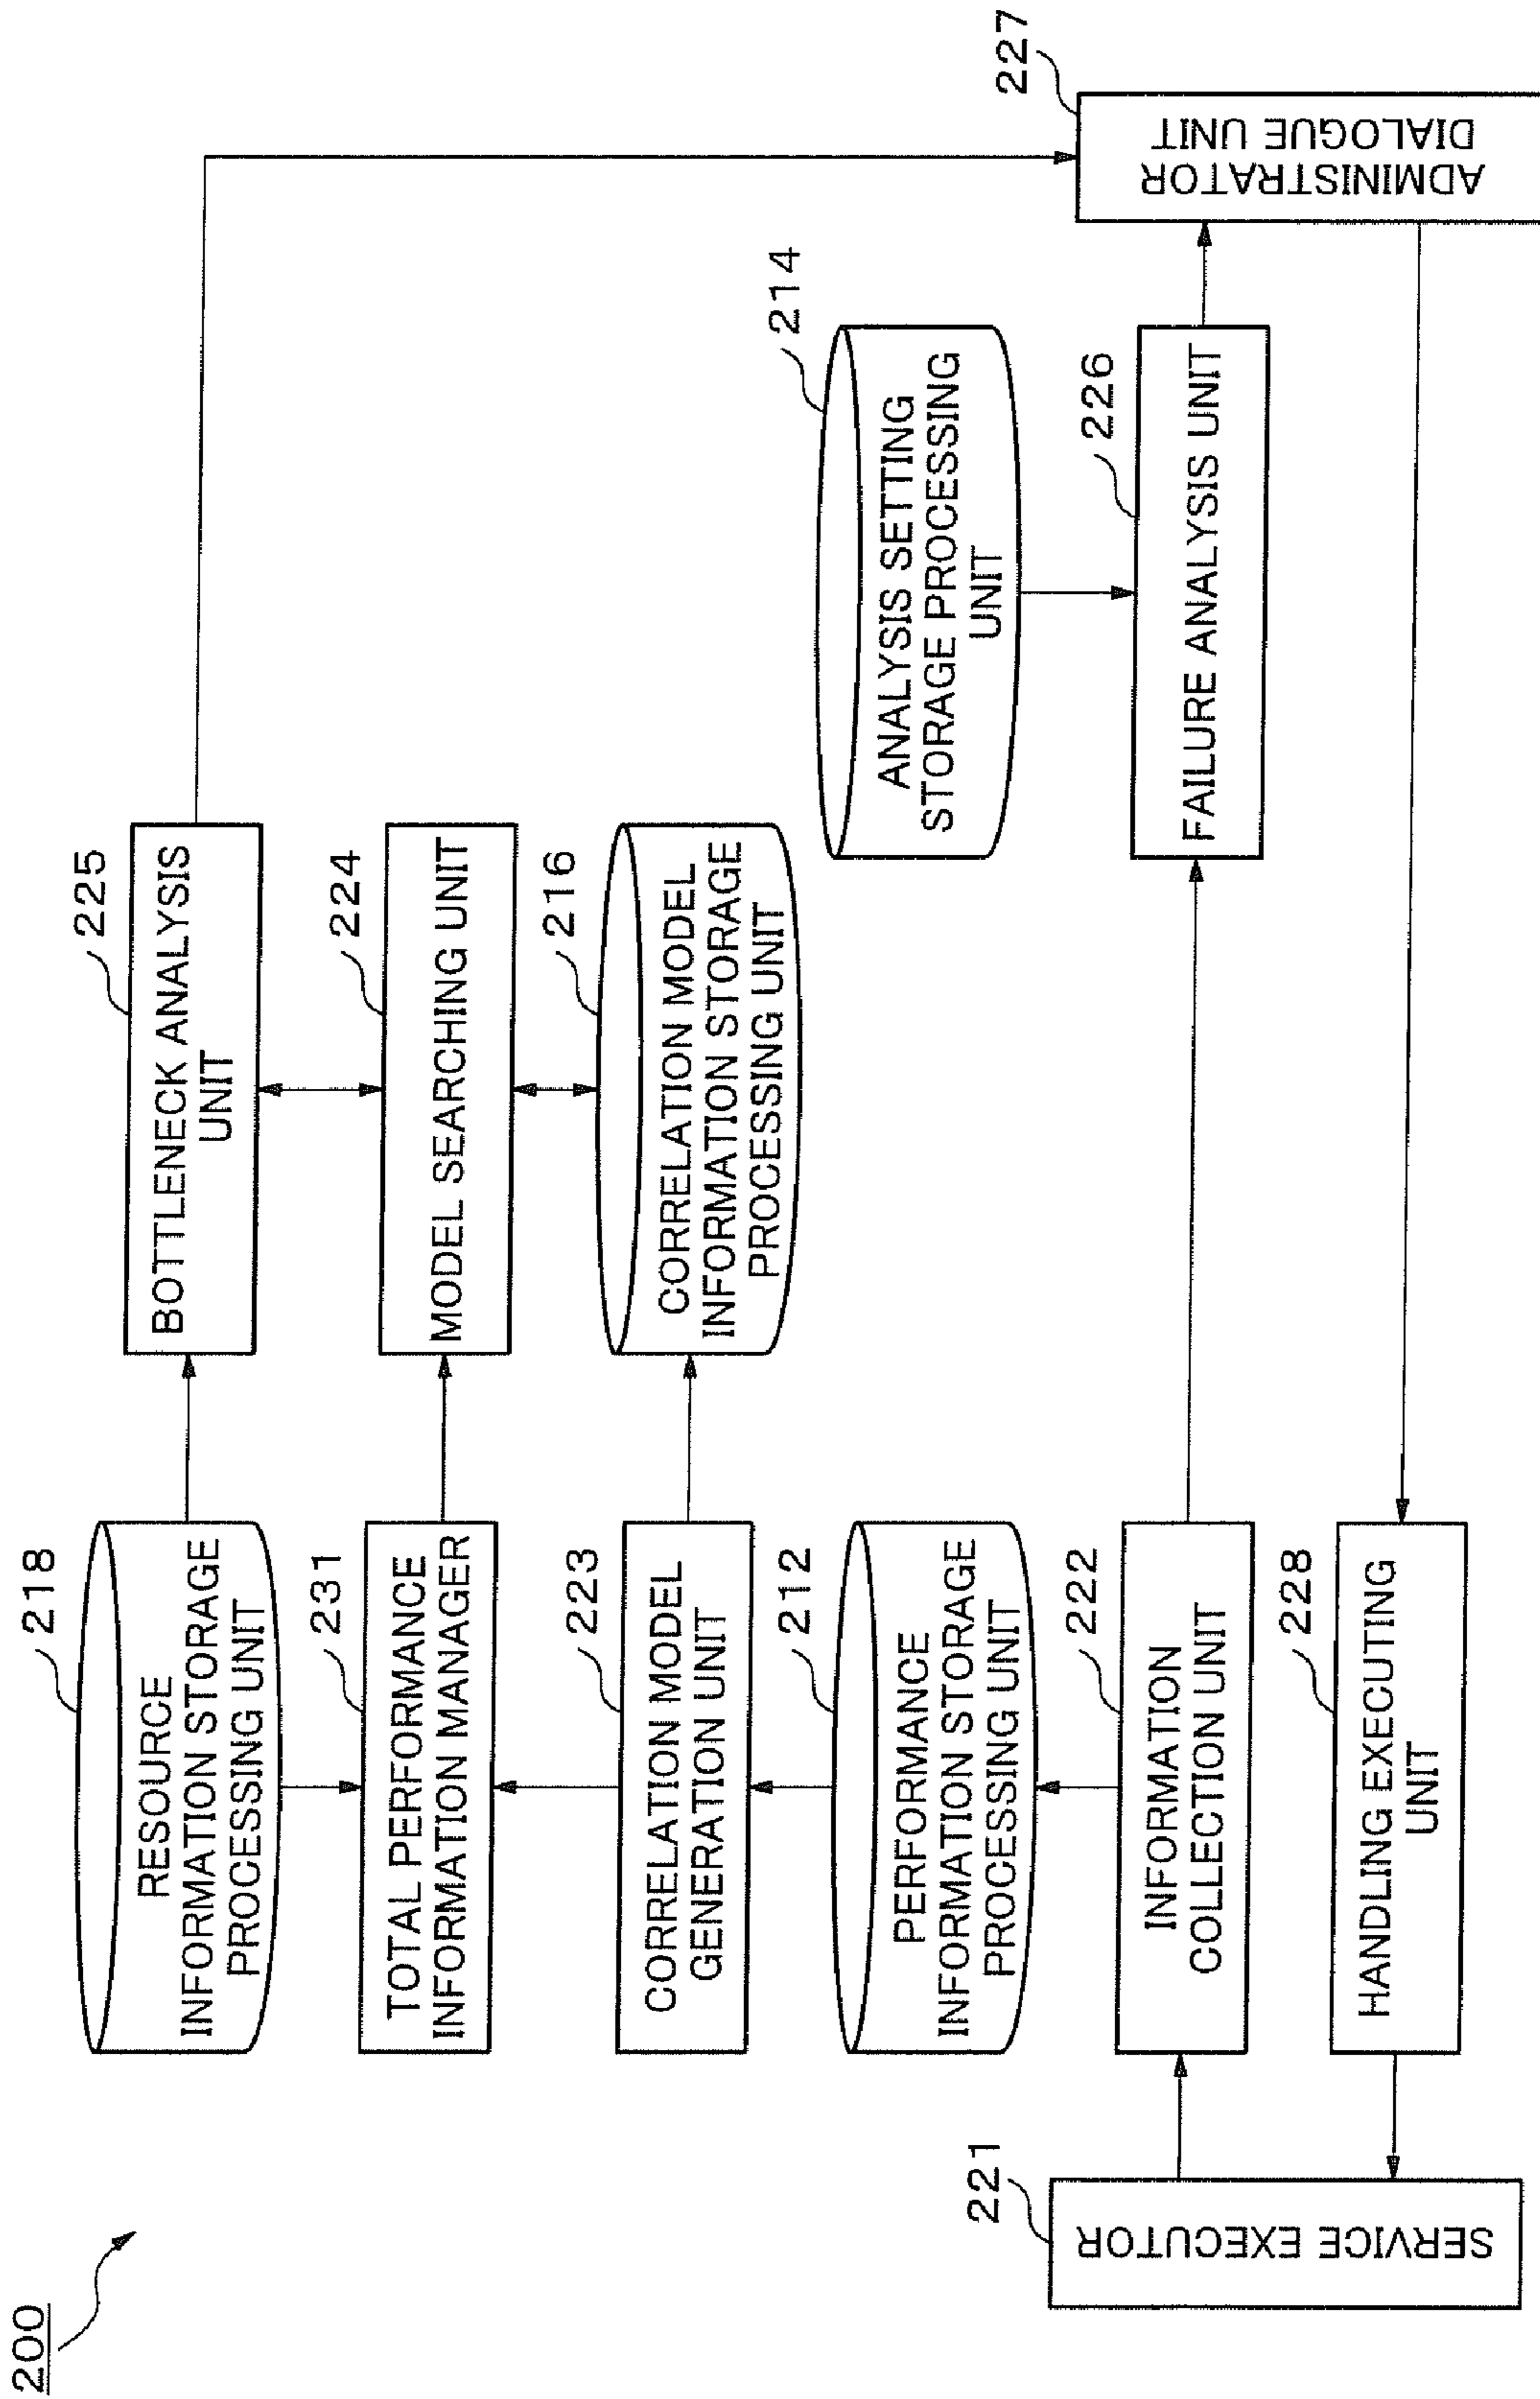 200
218
RESOURCE
INFORMATION STORAGE
PROCESSING UNIT
225
BOTTLENECK ANALYSIS
UNIT
231
TOTAL PERFORMANCE
INFORMATION MANAGER
224
MODEL SEARCHING UNIT
223
CORRELATION MODEL
GENERATION UNIT
216
CORRELATION MODEL
INFORMATION STORAGE
PROCESSING UNIT
212
PERFORMANCE
INFORMATION STORAGE
PROCESSING UNIT
214
ANALYSIS SETTING
STORAGE PROCESSING
UNIT
221
SERVICE EXECUTOR
222
INFORMATION
COLLECTION UNIT
226
FAILURE ANALYSIS UNIT
227
ADMINISTRATOR
DIALOGUE UNIT
228
HANDLING EXECUTING
UNIT